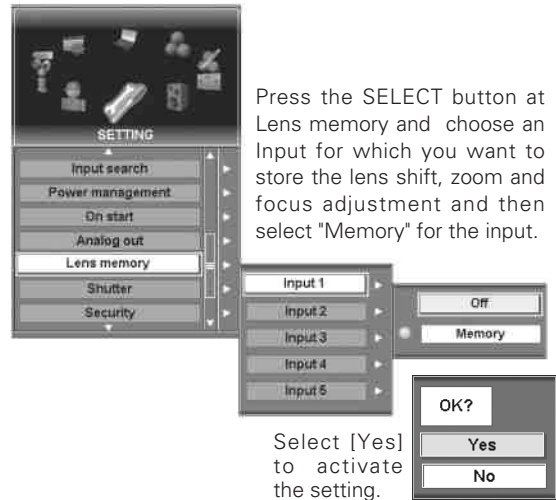 SETTING
Input search
Power management
On start
Analog out
Lens memory
Shutter
Security
Press the SELECT button at
Lens memory and choose an
Input for which you want to
store the lens shift, zoom and
focus adjustment and then
select "Memory" for the input.
Input 1
Input 2
Input 3
Input 4
Input 5
Off
Memory
OK?
Yes
No
Select [Yes]
to activate
the setting.